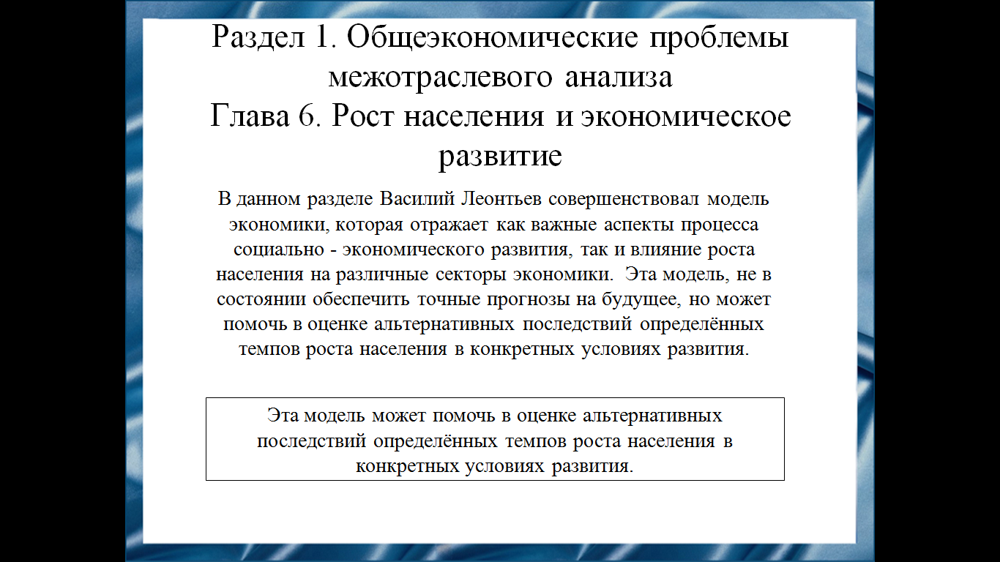 Раздел 1. Общеэкономические проблемы
межотраслевого анализа
Глава 6. Рост населения и экономическое
развитие
В данном разделе Василий Леонтьев совершенствовал модель
экономики, которая отражает как важные аспекты процесса
социально - экономического развития, так и влияние роста
населения на различные секторы экономики.  Эта модель, не в
состоянии обеспечить точные прогнозы на будущее, но может
помочь в оценке альтернативных последствий определённых
темпов роста населения в конкретных условиях развития.
Эта модель может помочь в оценке альтернативных
последствий определённых темпов роста населения в
конкретных условиях развития.